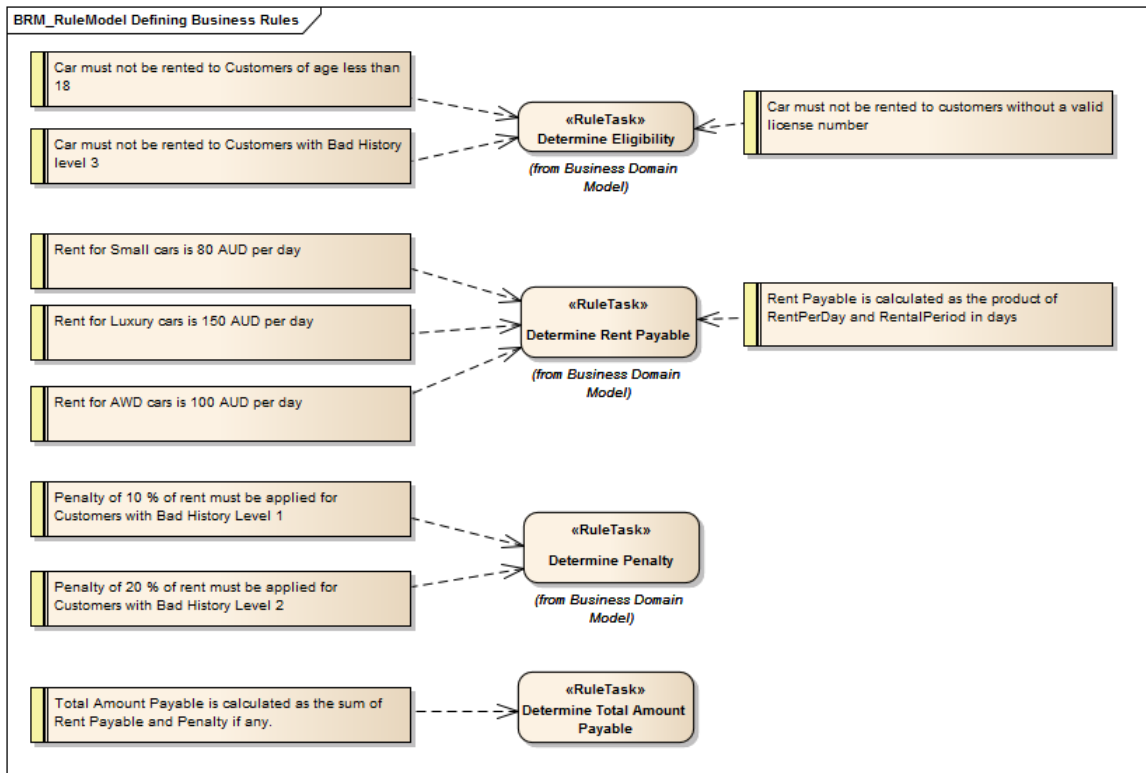 BRM_RuleModel Defining Business Rules
Car must not be rented to Customers of age less than
18
Car must not be rented to Customers with Bad History
level 3
«RuleTask»
Determine Eligibility
(from Business Domain
Model)
Car must not be rented to customers without a valid
license number
Rent for Small cars is 80 AUD per day
Rent for Luxury cars is 150 AUD per day
Rent for AWD cars is 100 AUD per day
«RuleTask»
Determine Rent Payable
(from Business Domain
Model)
Rent Payable is calculated as the product of
RentPerDay and RentalPeriod in days
Penalty of 10 % of rent must be applied for
Customers with Bad History Level 1
Penalty of 20 % of rent must be applied for
Customers with Bad History Level 2
«RuleTask»
Determine Penalty
(from Business Domain
Model)
Total Amount Payable is calculated as the sum of
Rent Payable and Penalty if any.
«RuleTask»
Determine Total Amount
Payable